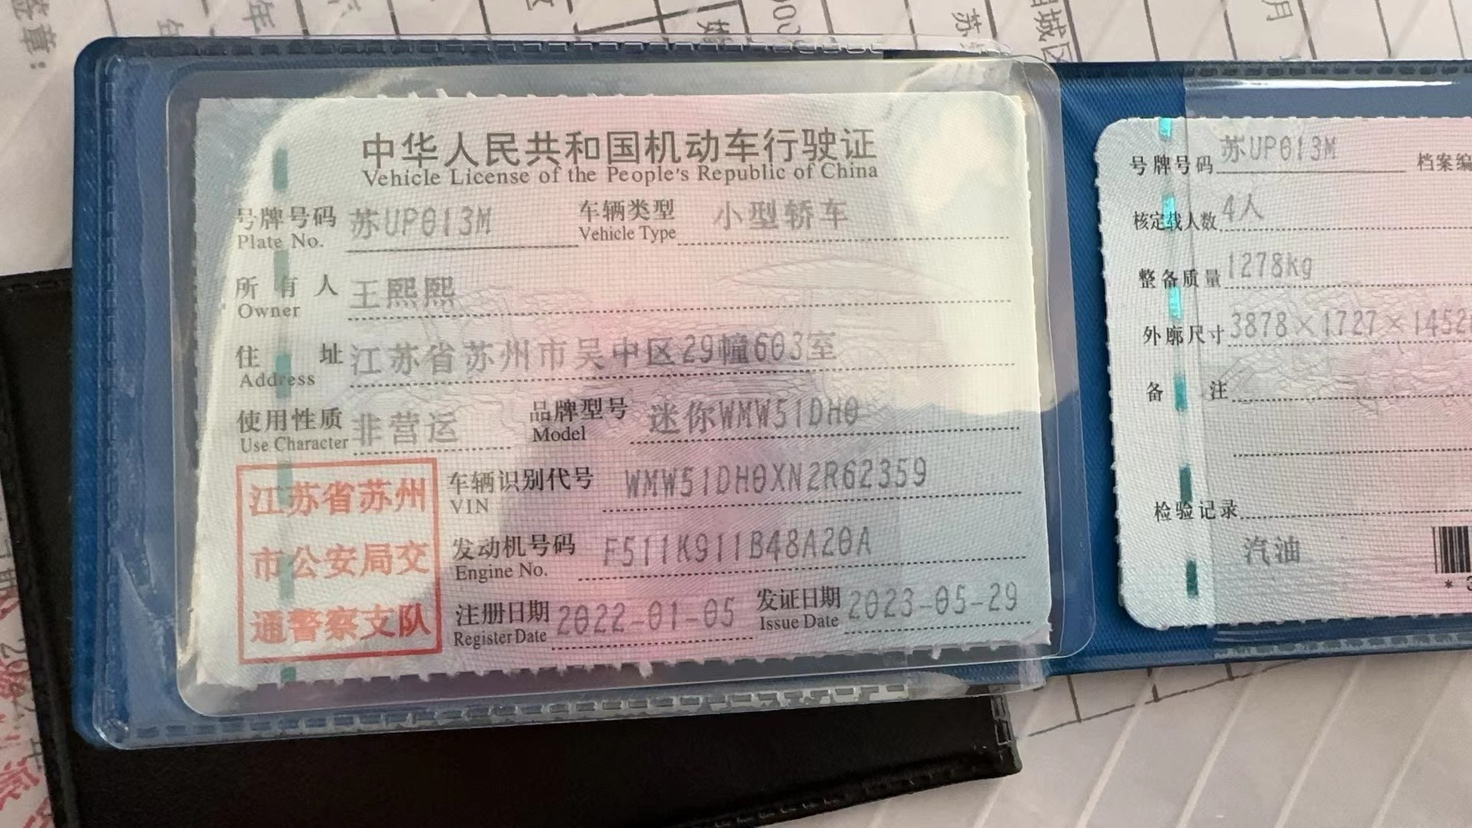 中华人民共和国机动车行驶证
Vehicle License of the People's Republic of China
号牌号码 苏UP013M 车辆类型 小型轿车
Plate No. Vehicle Type
所有人 王熙熙
Owner
住址 江苏省苏州市吴中区29幢603室
Address
使用性质 非营运 品牌型号 迷你WMW51DH0
Use Character Model
江苏省苏州
市公安局交
通警察支队
车辆识别代号 WMW51DH0XN2R62359
VIN
发动机号码 F511K911B48A20A
Engine No.
注册日期 2022-01-05 发证日期 2023-05-29
Register Date Issue Date
号牌号码 苏UP013M 档案编
核定载人数 4人
整备质量 1278kg
外廓尺寸 3878×1727×1452
备注
检验记录
汽油